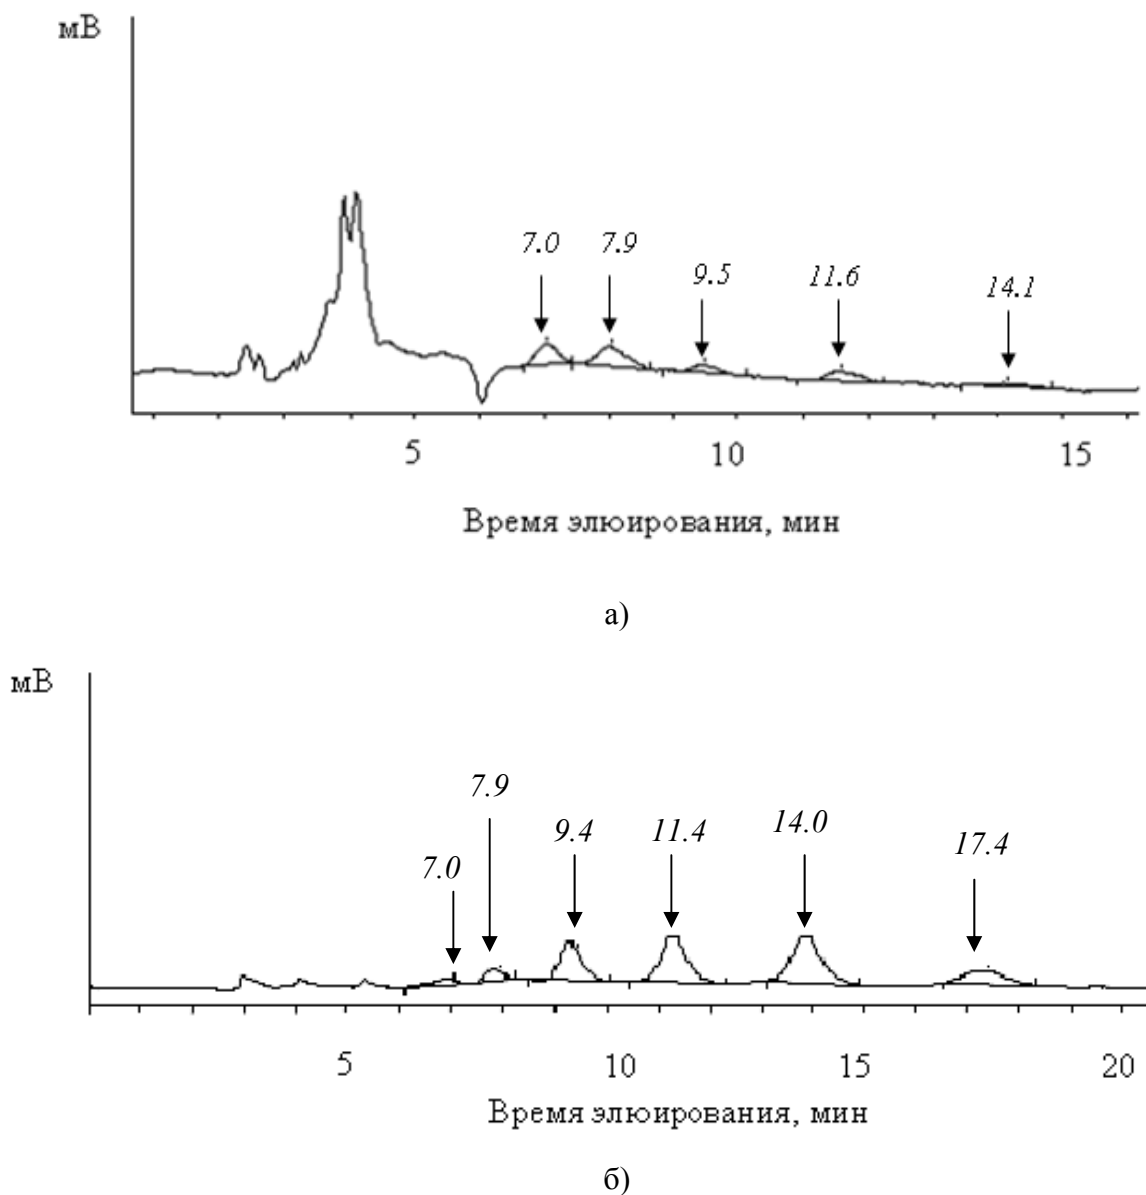 мВ
7.0 7.9 9.5 11.6 14.1
5 10 15
Время элюирования, мин
а)
мВ
7.9
9.4 11.4 14.0 17.4
7.0
5 10 15 20
Время элюирования, мин
б)